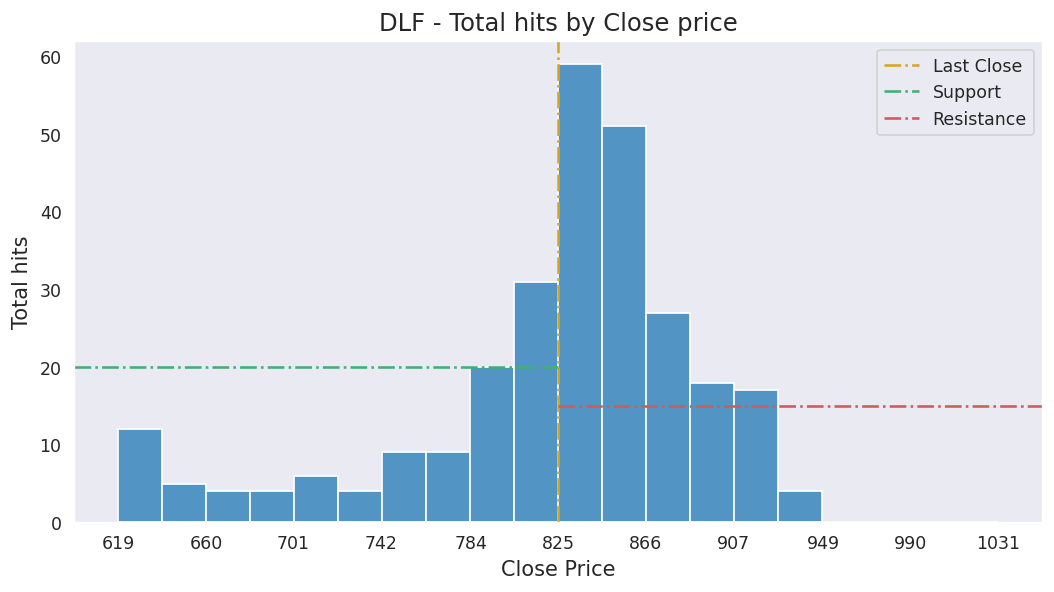 DLF - Total hits by Close price
Last Close
Support
Resistance
Total hits
60
50
40
30
20
10
0
619 660 701 742 784 825 866 907 949 990 1031
Close Price